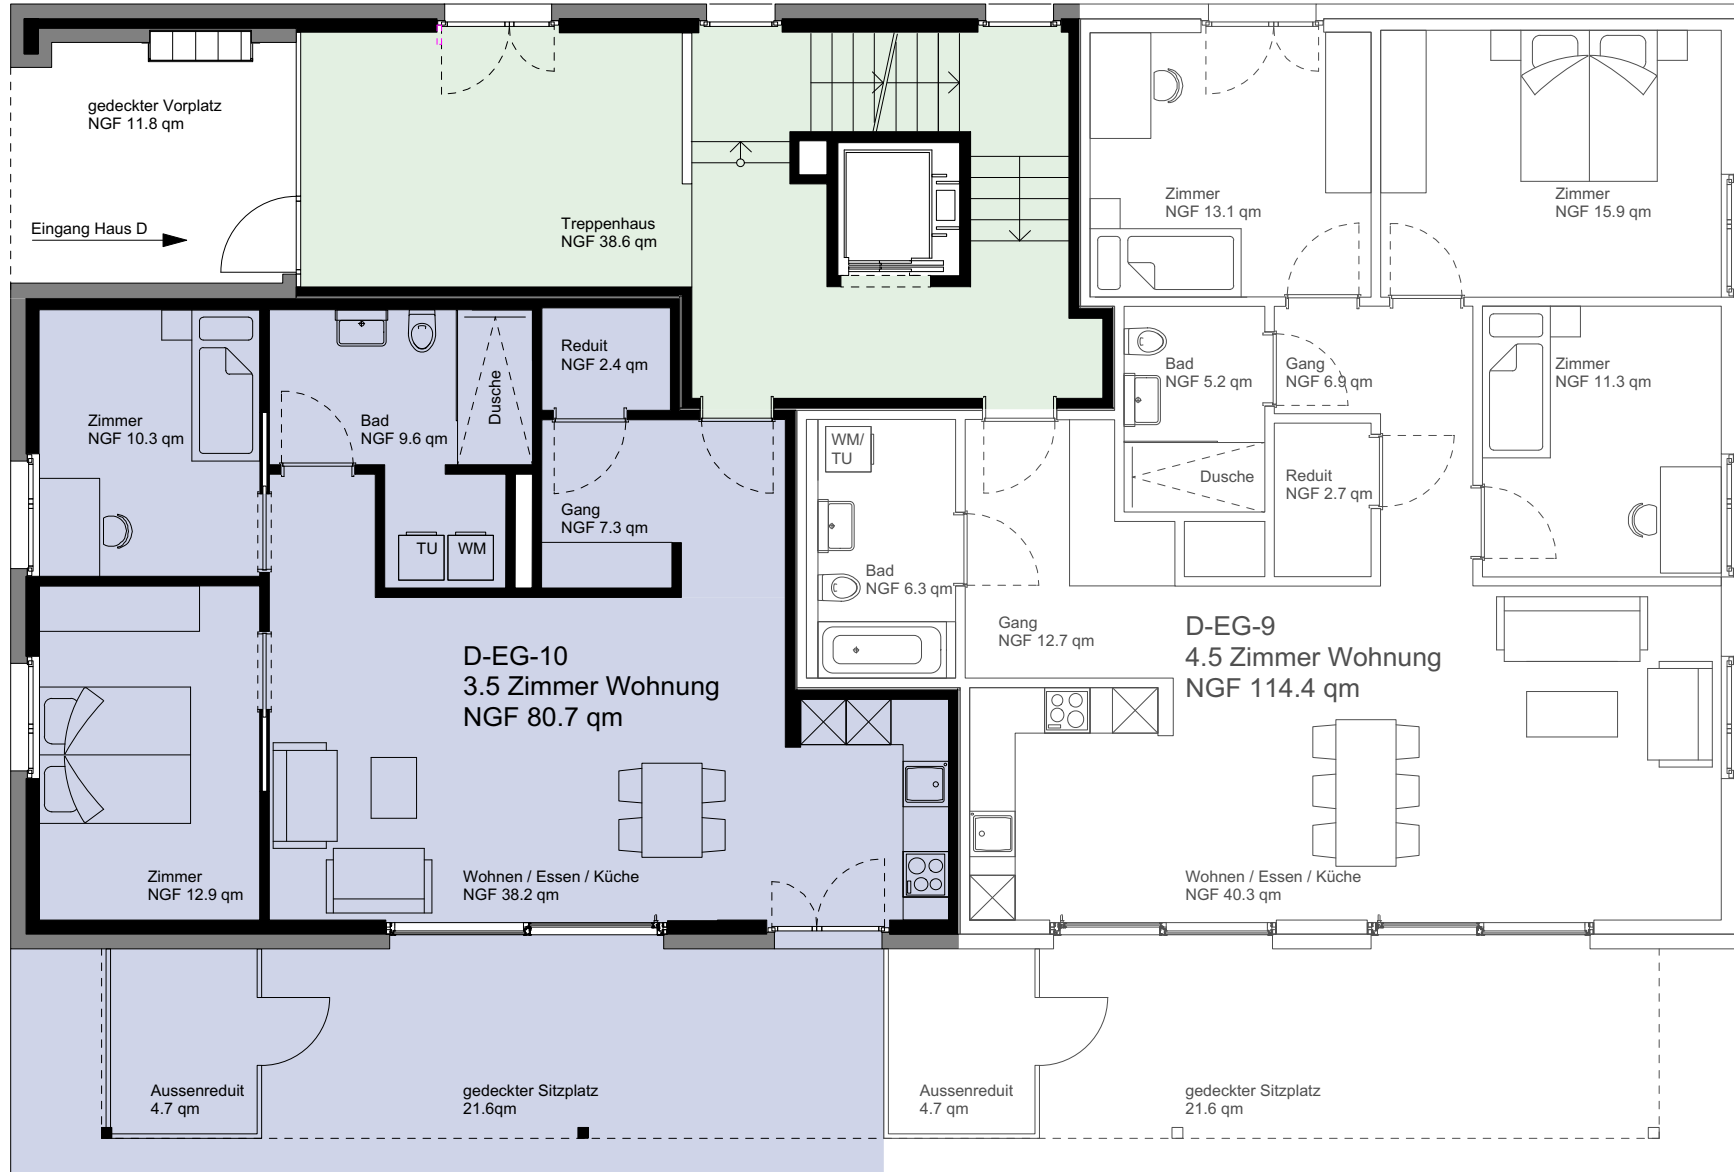 gedeckter Vorplatz
NGF 11.8 qm
Eingang Haus D
Treppenhaus
NGF 38.6 qm
Zimmer
NGF 13.1 qm
Zimmer
NGF 15.9 qm
Zimmer
NGF 10.3 qm
Bad
NGF 9.6 qm
Dusche
Reduit
NGF 2.4 qm
Gang
NGF 7.3 qm
TU
WM
WM/
TU
Bad
NGF 5.2 qm
Gang
NGF 6.9 qm
Zimmer
NGF 11.3 qm
Dusche
Reduit
NGF 2.7 qm
Bad
NGF 6.3 qm
Gang
NGF 12.7 qm
D-EG-10
3.5 Zimmer Wohnung
NGF 80.7 qm
D-EG-9
4.5 Zimmer Wohnung
NGF 114.4 qm
Zimmer
NGF 12.9 qm
Wohnen / Essen / Küche
NGF 38.2 qm
Wohnen / Essen / Küche
NGF 40.3 qm
Aussenreduit
4.7 qm
gedeckter Sitzplatz
21.6qm
Aussenreduit
4.7 qm
gedeckter Sitzplatz
21.6 qm